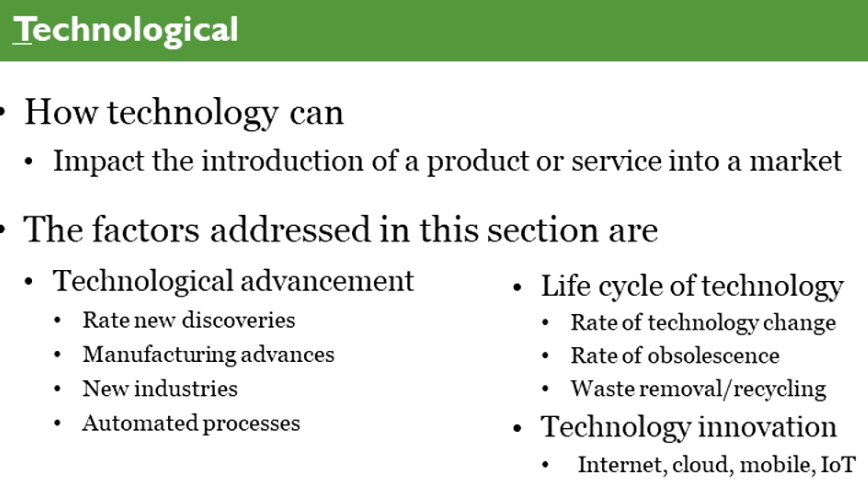 Technological
• How technology can
• Impact the introduction of a product or service into a market
• The factors addressed in this section are
• Technological advancement
• Rate new discoveries
• Manufacturing advances
• New industries
• Automated processes
• Life cycle of technology
• Rate of technology change
• Rate of obsolescence
• Waste removal/recycling
• Technology innovation
• Internet, cloud, mobile, IoT